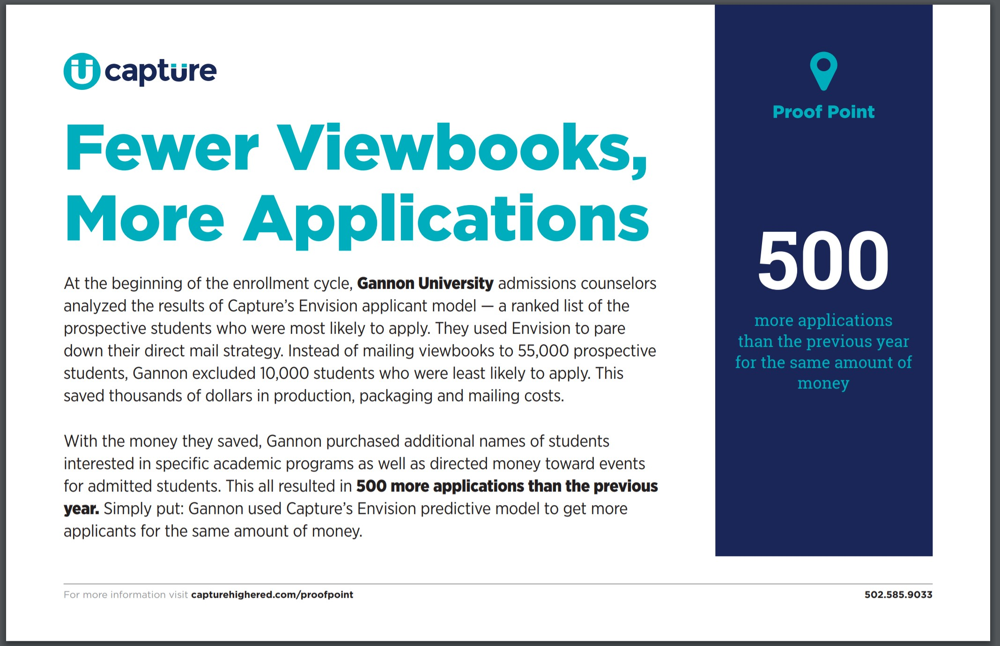 capture
Fewer Viewbooks,
More Applications
At the beginning of the enrollment cycle, Gannon University admissions counselors
analyzed the results of Capture’s Envision applicant model — a ranked list of the
prospective students who were most likely to apply. They used Envision to pare
down their direct mail strategy. Instead of mailing viewbooks to 55,000 prospective
students, Gannon excluded 10,000 students who were least likely to apply. This
saved thousands of dollars in production, packaging and mailing costs.
With the money they saved, Gannon purchased additional names of students
interested in specific academic programs as well as directed money toward events
for admitted students. This all resulted in 500 more applications than the previous
year. Simply put: Gannon used Capture’s Envision predictive model to get more
applicants for the same amount of money.
Proof Point
500
more applications
than the previous year
for the same amount of
money
For more information visit capturehighered.com/proofpoint
502.585.9033